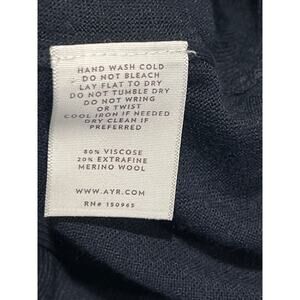 HAND WASH COLD
DO NOT BLEACH
LAY FLAT TO DRY
DO NOT TUMBLE DRY
DO NOT WRING
OR TWIST
COOL IRON IF NEEDED
DRY CLEAN IF
PREFERRED
80% VISCOSE
20% EXTRAFINE
MERINO WOOL
WWW.AYR.COM
RN# 150965